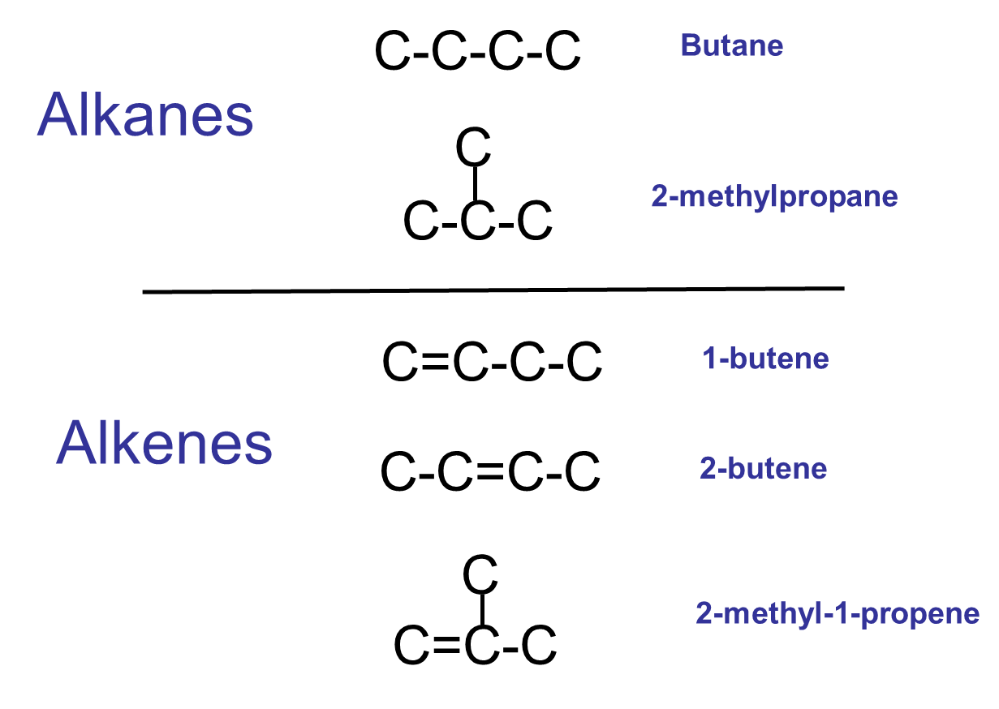 C-C-C-C
Butane
Alkanes
C
C-C-C
2-methylpropane
C=C-C-C
1-butene
Alkenes
C-C=C-C
2-butene
C
C=C-C
2-methyl-1-propene